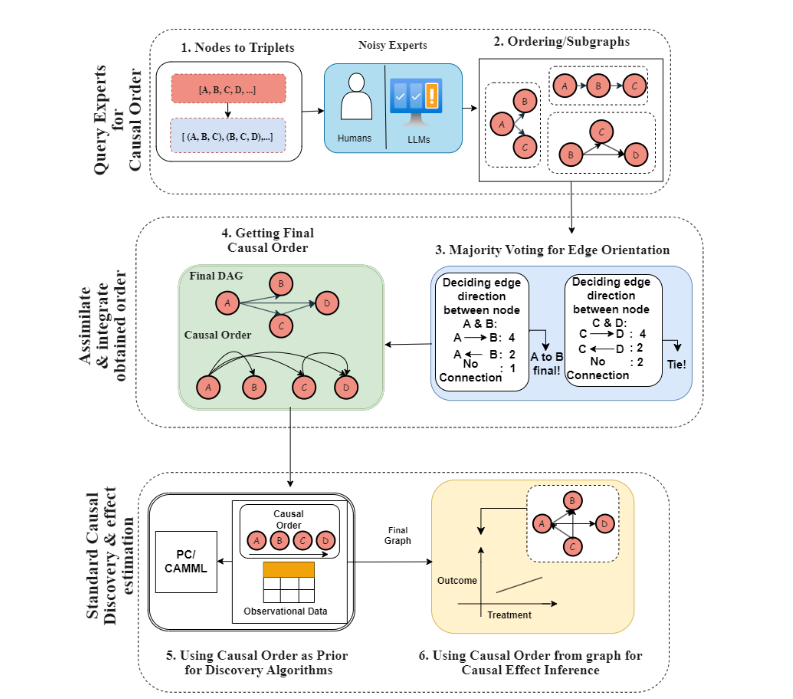 Query Experts
for
Causal Order
1. Nodes to Triplets
[A, B, C, D, ...]
[ (A, B, C), (B, C, D),...]
Noisy Experts
Humans
LLMs
2. Ordering/Subgraphs
A
B
C
A
B
C
B
C
D
Assimilate
& integrate
obtained order
4. Getting Final
Causal Order
Final DAG
A
B
C
D
Causal Order
A
B
C
D
3. Majority Voting for Edge Orientation
Deciding edge
direction
between node
A & B:
A B: 4
A B: 2
No
Connection : 1
A to B
final!
Deciding edge
direction
between node
C & D:
C D : 4
C D : 2
No : 2
Connection
Tie!
Standard Causal
Discovery & effect
estimation
PC/
CAMML
Causal
Order
A B C D
Observational Data
Final
Graph
A
B
C
D
Outcome
Treatment
5. Using Causal Order as Prior
for Discovery Algorithms
6. Using Causal Order from graph for
Causal Effect Inference